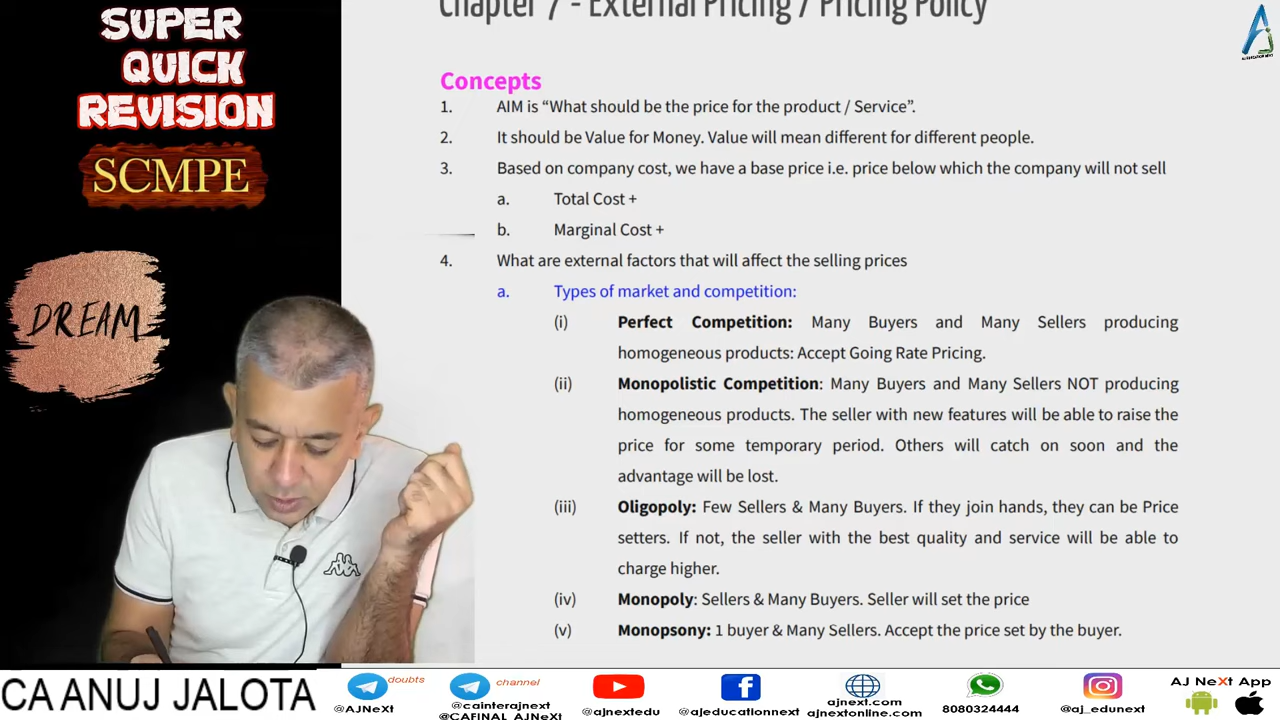 SUPER
QUICK
REVISION
SCMPE
DREAM
Chapter 7 - External Pricing / Pricing Policy
Concepts
1. AIM is “What should be the price for the product / Service”.
2. It should be Value for Money. Value will mean different for different people.
3. Based on company cost, we have a base price i.e. price below which the company will not sell
a. Total Cost +
b. Marginal Cost +
4. What are external factors that will affect the selling prices
a. Types of market and competition:
(i) Perfect Competition: Many Buyers and Many Sellers producing
homogeneous products: Accept Going Rate Pricing.
(ii) Monopolistic Competition: Many Buyers and Many Sellers NOT producing
homogeneous products. The seller with new features will be able to raise the
price for some temporary period. Others will catch on soon and the
advantage will be lost.
(iii) Oligopoly: Few Sellers & Many Buyers. If they join hands, they can be Price
setters. If not, the seller with the best quality and service will be able to
charge higher.
(iv) Monopoly: Sellers & Many Buyers. Seller will set the price
(v) Monopsony: 1 buyer & Many Sellers. Accept the price set by the buyer.
CA ANUJ JALOTA
doubts
@AJNeXt
channel
@cainterajnext
@CAFINAL_AJNeXt
@ajnextedu
@ajeducationnext
ajnext.com
ajnextonline.com
8080324444
@aj_edunext
AJ NeXt App